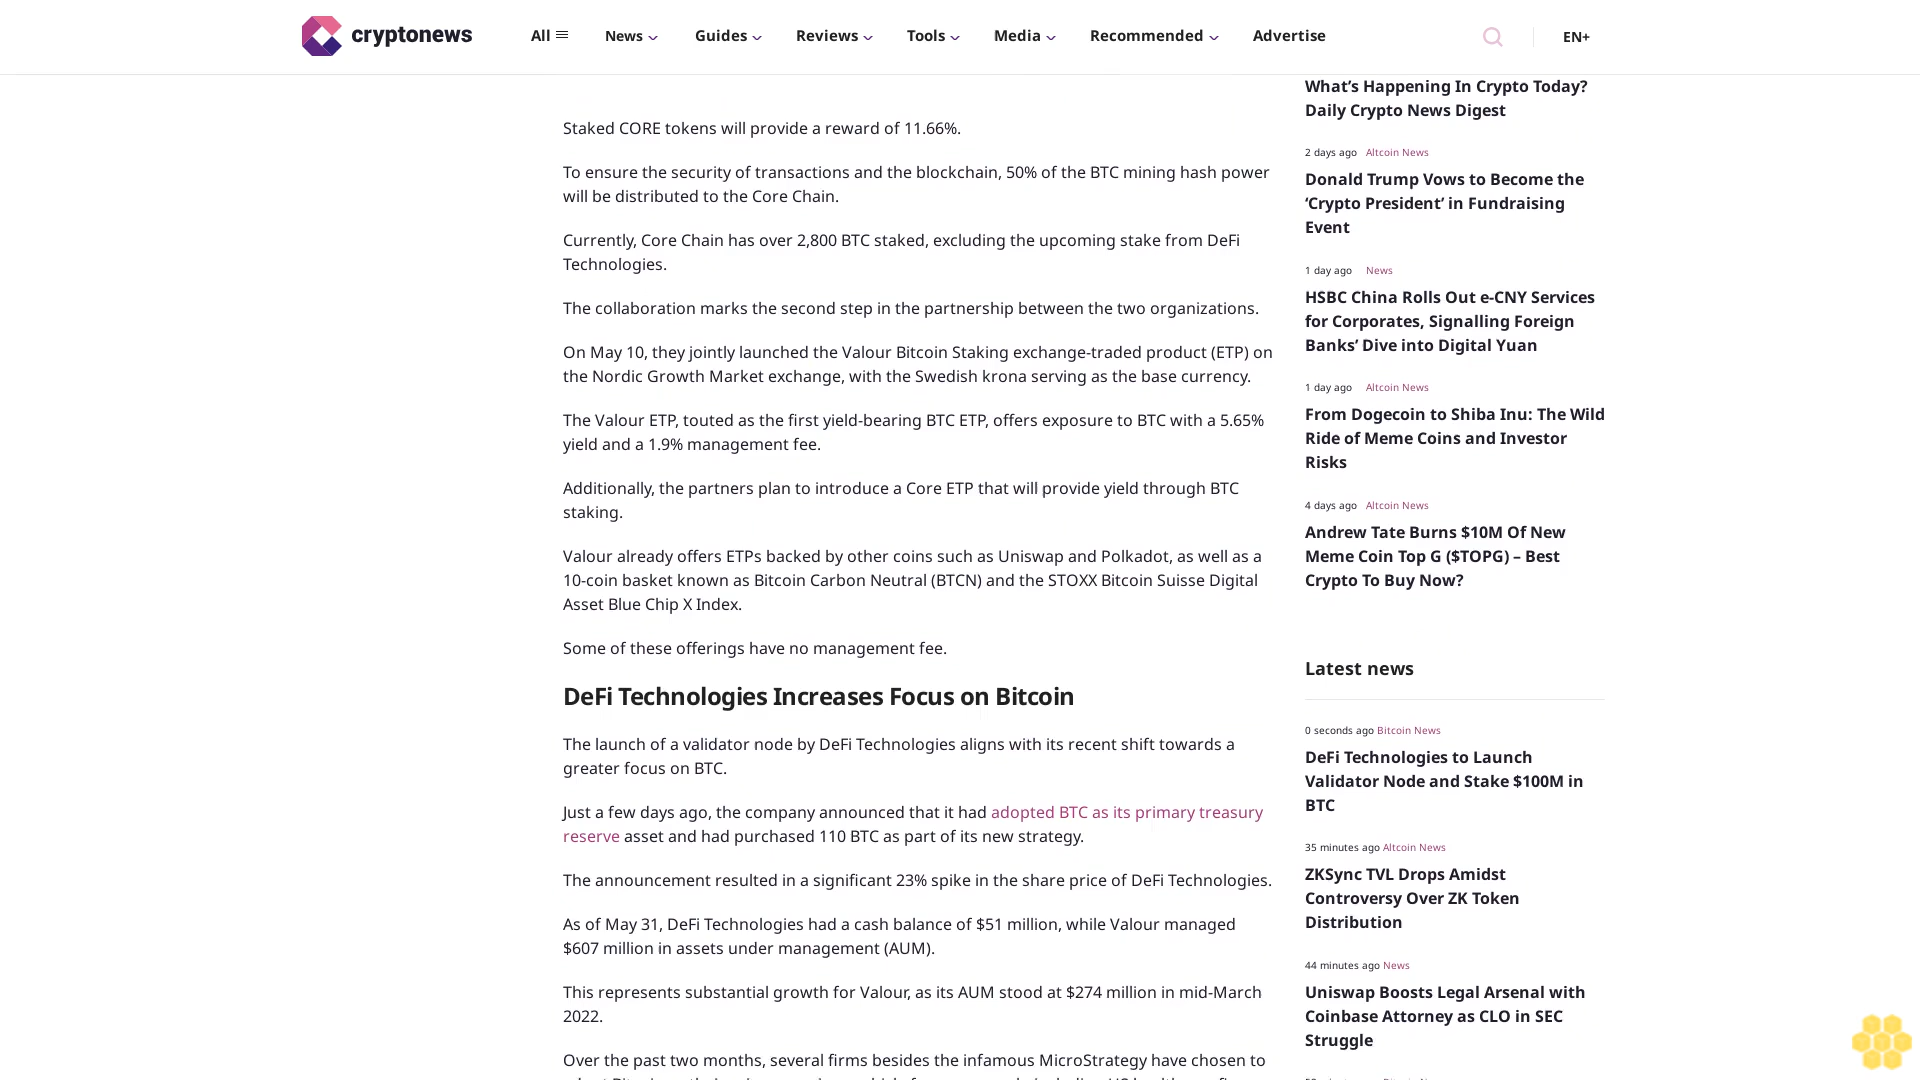 cryptonews
All
News
Guides
Reviews
Tools
Media
Recommended
Advertise
EN+
Staked CORE tokens will provide a reward of 11.66%.
To ensure the security of transactions and the blockchain, 50% of the BTC mining hash power
will be distributed to the Core Chain.
Currently, Core Chain has over 2,800 BTC staked, excluding the upcoming stake from DeFi
Technologies.
The collaboration marks the second step in the partnership between the two organizations.
On May 10, they jointly launched the Valour Bitcoin Staking exchange-traded product (ETP) on
the Nordic Growth Market exchange, with the Swedish krona serving as the base currency.
The Valour ETP, touted as the first yield-bearing BTC ETP, offers exposure to BTC with a 5.65%
yield and a 1.9% management fee.
Additionally, the partners plan to introduce a Core ETP that will provide yield through BTC
staking.
Valour already offers ETPs backed by other coins such as Uniswap and Polkadot, as well as a
10-coin basket known as Bitcoin Carbon Neutral (BTCN) and the STOXX Bitcoin Suisse Digital
Asset Blue Chip X Index.
Some of these offerings have no management fee.
DeFi Technologies Increases Focus on Bitcoin
The launch of a validator node by DeFi Technologies aligns with its recent shift towards a
greater focus on BTC.
Just a few days ago, the company announced that it had adopted BTC as its primary treasury
reserve asset and had purchased 110 BTC as part of its new strategy.
The announcement resulted in a significant 23% spike in the share price of DeFi Technologies.
As of May 31, DeFi Technologies had a cash balance of $51 million, while Valour managed
$607 million in assets under management (AUM).
This represents substantial growth for Valour, as its AUM stood at $274 million in mid-March
2022.
Over the past two months, several firms besides the infamous MicroStrategy have chosen to
What's Happening In Crypto Today?
Daily Crypto News Digest
2 days ago Altcoin News
Donald Trump Vows to Become the
‘Crypto President’ in Fundraising
Event
1 day ago News
HSBC China Rolls Out e-CNY Services
for Corporates, Signalling Foreign
Banks’ Dive into Digital Yuan
1 day ago Altcoin News
From Dogecoin to Shiba Inu: The Wild
Ride of Meme Coins and Investor
Risks
4 days ago Altcoin News
Andrew Tate Burns $10M Of New
Meme Coin Top G ($TOPG) – Best
Crypto To Buy Now?
Latest news
0 seconds ago Bitcoin News
DeFi Technologies to Launch
Validator Node and Stake $100M in
BTC
35 minutes ago Altcoin News
ZKSync TVL Drops Amidst
Controversy Over ZK Token
Distribution
44 minutes ago News
Uniswap Boosts Legal Arsenal with
Coinbase Attorney as CLO in SEC
Struggle